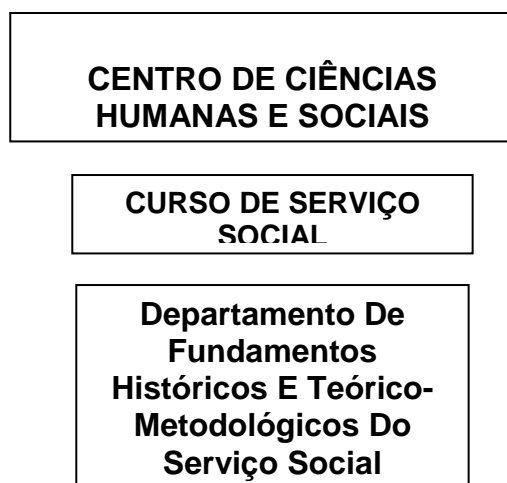 CENTRO DE CIÊNCIAS
HUMANAS E SOCIAIS
CURSO DE SERVIÇO
SOCIAL
Departamento De
Fundamentos
Históricos E Teórico-
Metodológicos Do
Serviço Social